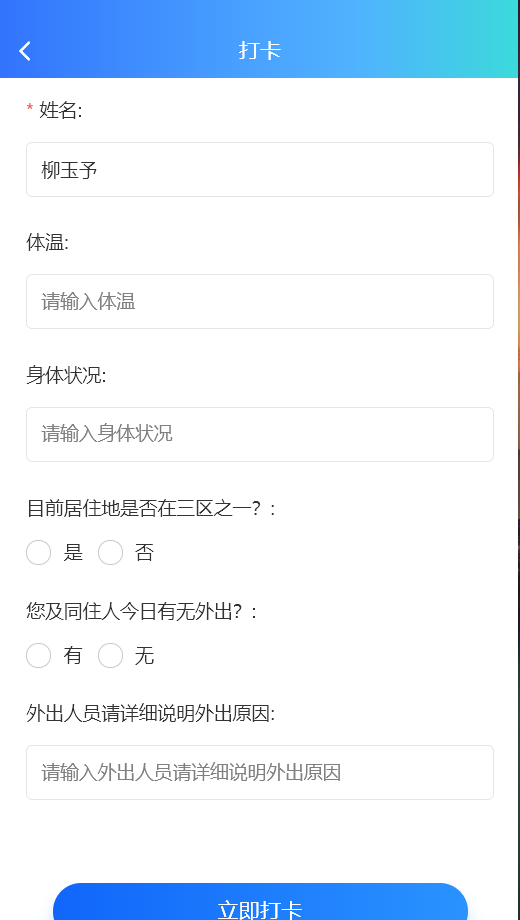 打卡
* 姓名:
柳玉予
体温:
请输入体温
身体状况:
请输入身体状况
目前居住地是否在三区之一？:
是 否
您及同住人今日有无外出？:
有 无
外出人员请详细说明外出原因:
请输入外出人员请详细说明外出原因
立即打卡